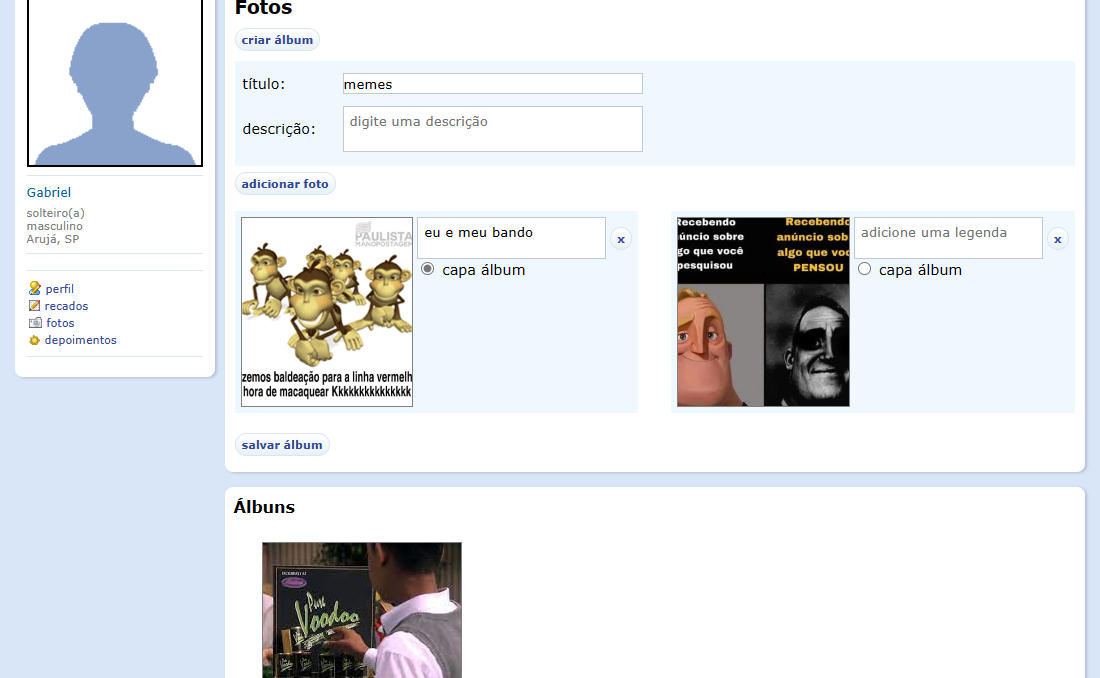 Fotos
criar álbum
título:
memes
descrição:
digite uma descrição
adicionar foto
Gabriel
solteiro(a)
masculino
Arujá, SP
perfil
recados
fotos
depoimentos
PAULISTA
MANOPOSTAGEM
zemos baldeação para a linha vermelh
hora de macaquear Kkkkkkkkkkkkkkk
eu e meu bando
x
capa álbum
Recebendo
úncio sobre
go que você
pesquisou
Recebendo
anúncio sob
algo que voc
PENSOU
adicione uma legenda
x
capa álbum
salvar álbum
Álbuns
Pure
Voodoo